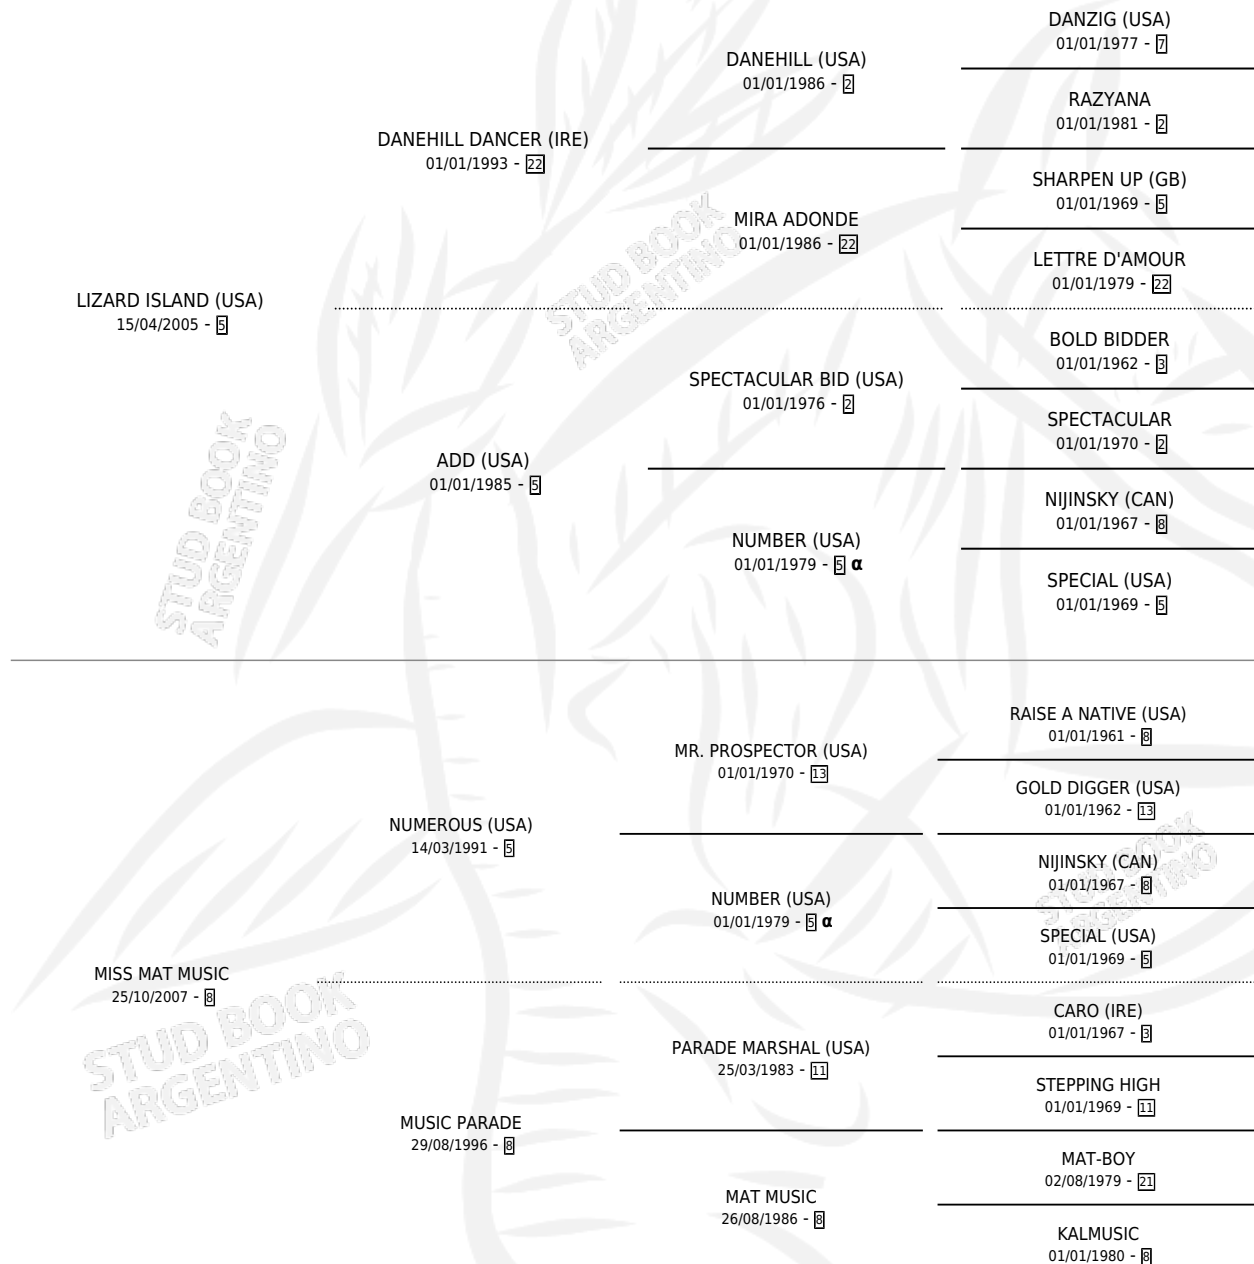 DANZIG (USA)
01/01/1977 - 7
DANEHILL (USA)
01/01/1986 - 2
RAZYANA
01/01/1981 - 2
DANEHILL DANCER (IRE)
01/01/1993 - 22
SHARPEN UP (GB)
01/01/1969 - 5
MIRA ADONDE
01/01/1986 - 22
LETTRE D'AMOUR
01/01/1979 - 22
LIZARD ISLAND (USA)
15/04/2005 - 5
STUD BOOK
ARGENTINO
BOLD BIDDER
01/01/1962 - 3
SPECTACULAR BID (USA)
01/01/1976 - 2
SPECTACULAR
01/01/1970 - 2
ADD (USA)
01/01/1985 - 5
STUD BOOK
ARGENTINO
NIJINSKY (CAN)
01/01/1967 - 8
NUMBER (USA)
01/01/1979 - 5 α
SPECIAL (USA)
01/01/1969 - 5
RAISE A NATIVE (USA)
01/01/1961 - 8
MR. PROSPECTOR (USA)
01/01/1970 - 13
GOLD DIGGER (USA)
01/01/1962 - 13
NUMEROUS (USA)
14/03/1991 - 5
NIJINSKY (CAN)
01/01/1967 - 8
STUD BOOK
ARGENTINO
NUMBER (USA)
01/01/1979 - 5 α
SPECIAL (USA)
01/01/1969 - 5
MISS MAT MUSIC
25/10/2007 - 8
STUD BOOK
ARGENTINO
CARO (IRE)
01/01/1967 - 3
PARADE MARSHAL (USA)
25/03/1983 - 11
STEPPING HIGH
01/01/1969 - 11
MUSIC PARADE
29/08/1996 - 8
MAT-BOY
02/08/1979 - 21
MAT MUSIC
26/08/1986 - 8
KALMUSIC
01/01/1980 - 8